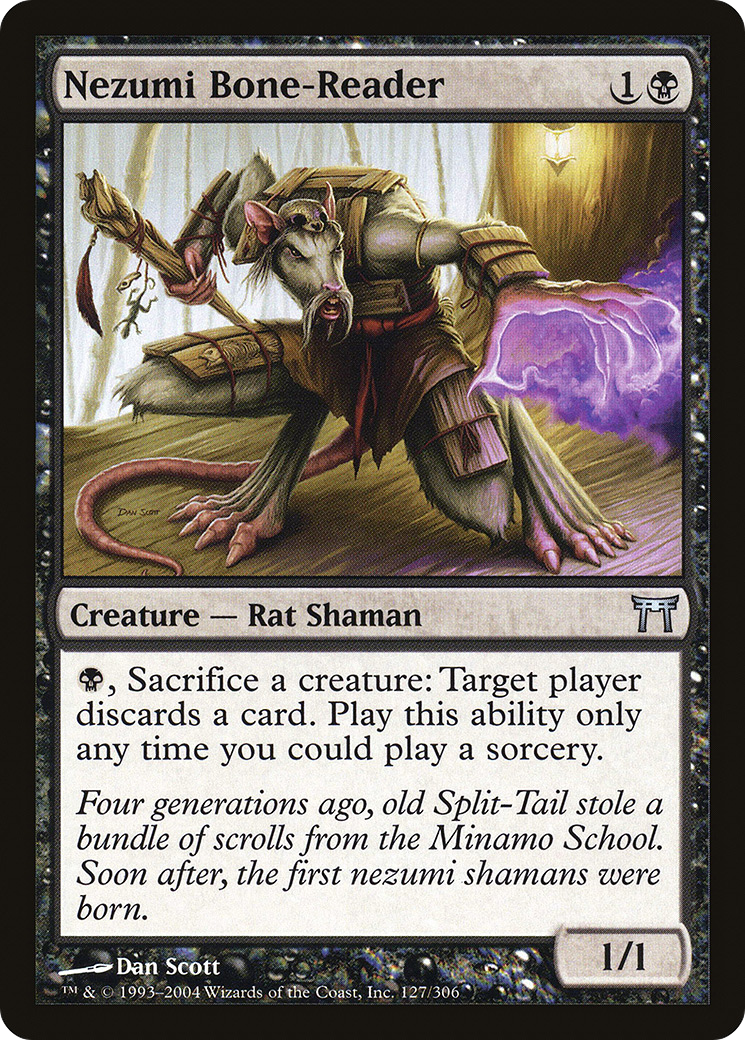 Nezumi Bone-Reader 1
DAN SCOTT
Creature — Rat Shaman
, Sacrifice a creature: Target player
discards a card. Play this ability only
any time you could play a sorcery.
Four generations ago, old Split-Tail stole a
bundle of scrolls from the Minamo School.
Soon after, the first nezumi shamans were
born.
1/1
Dan Scott
™ & © 1993–2004 Wizards of the Coast, Inc. 127/306